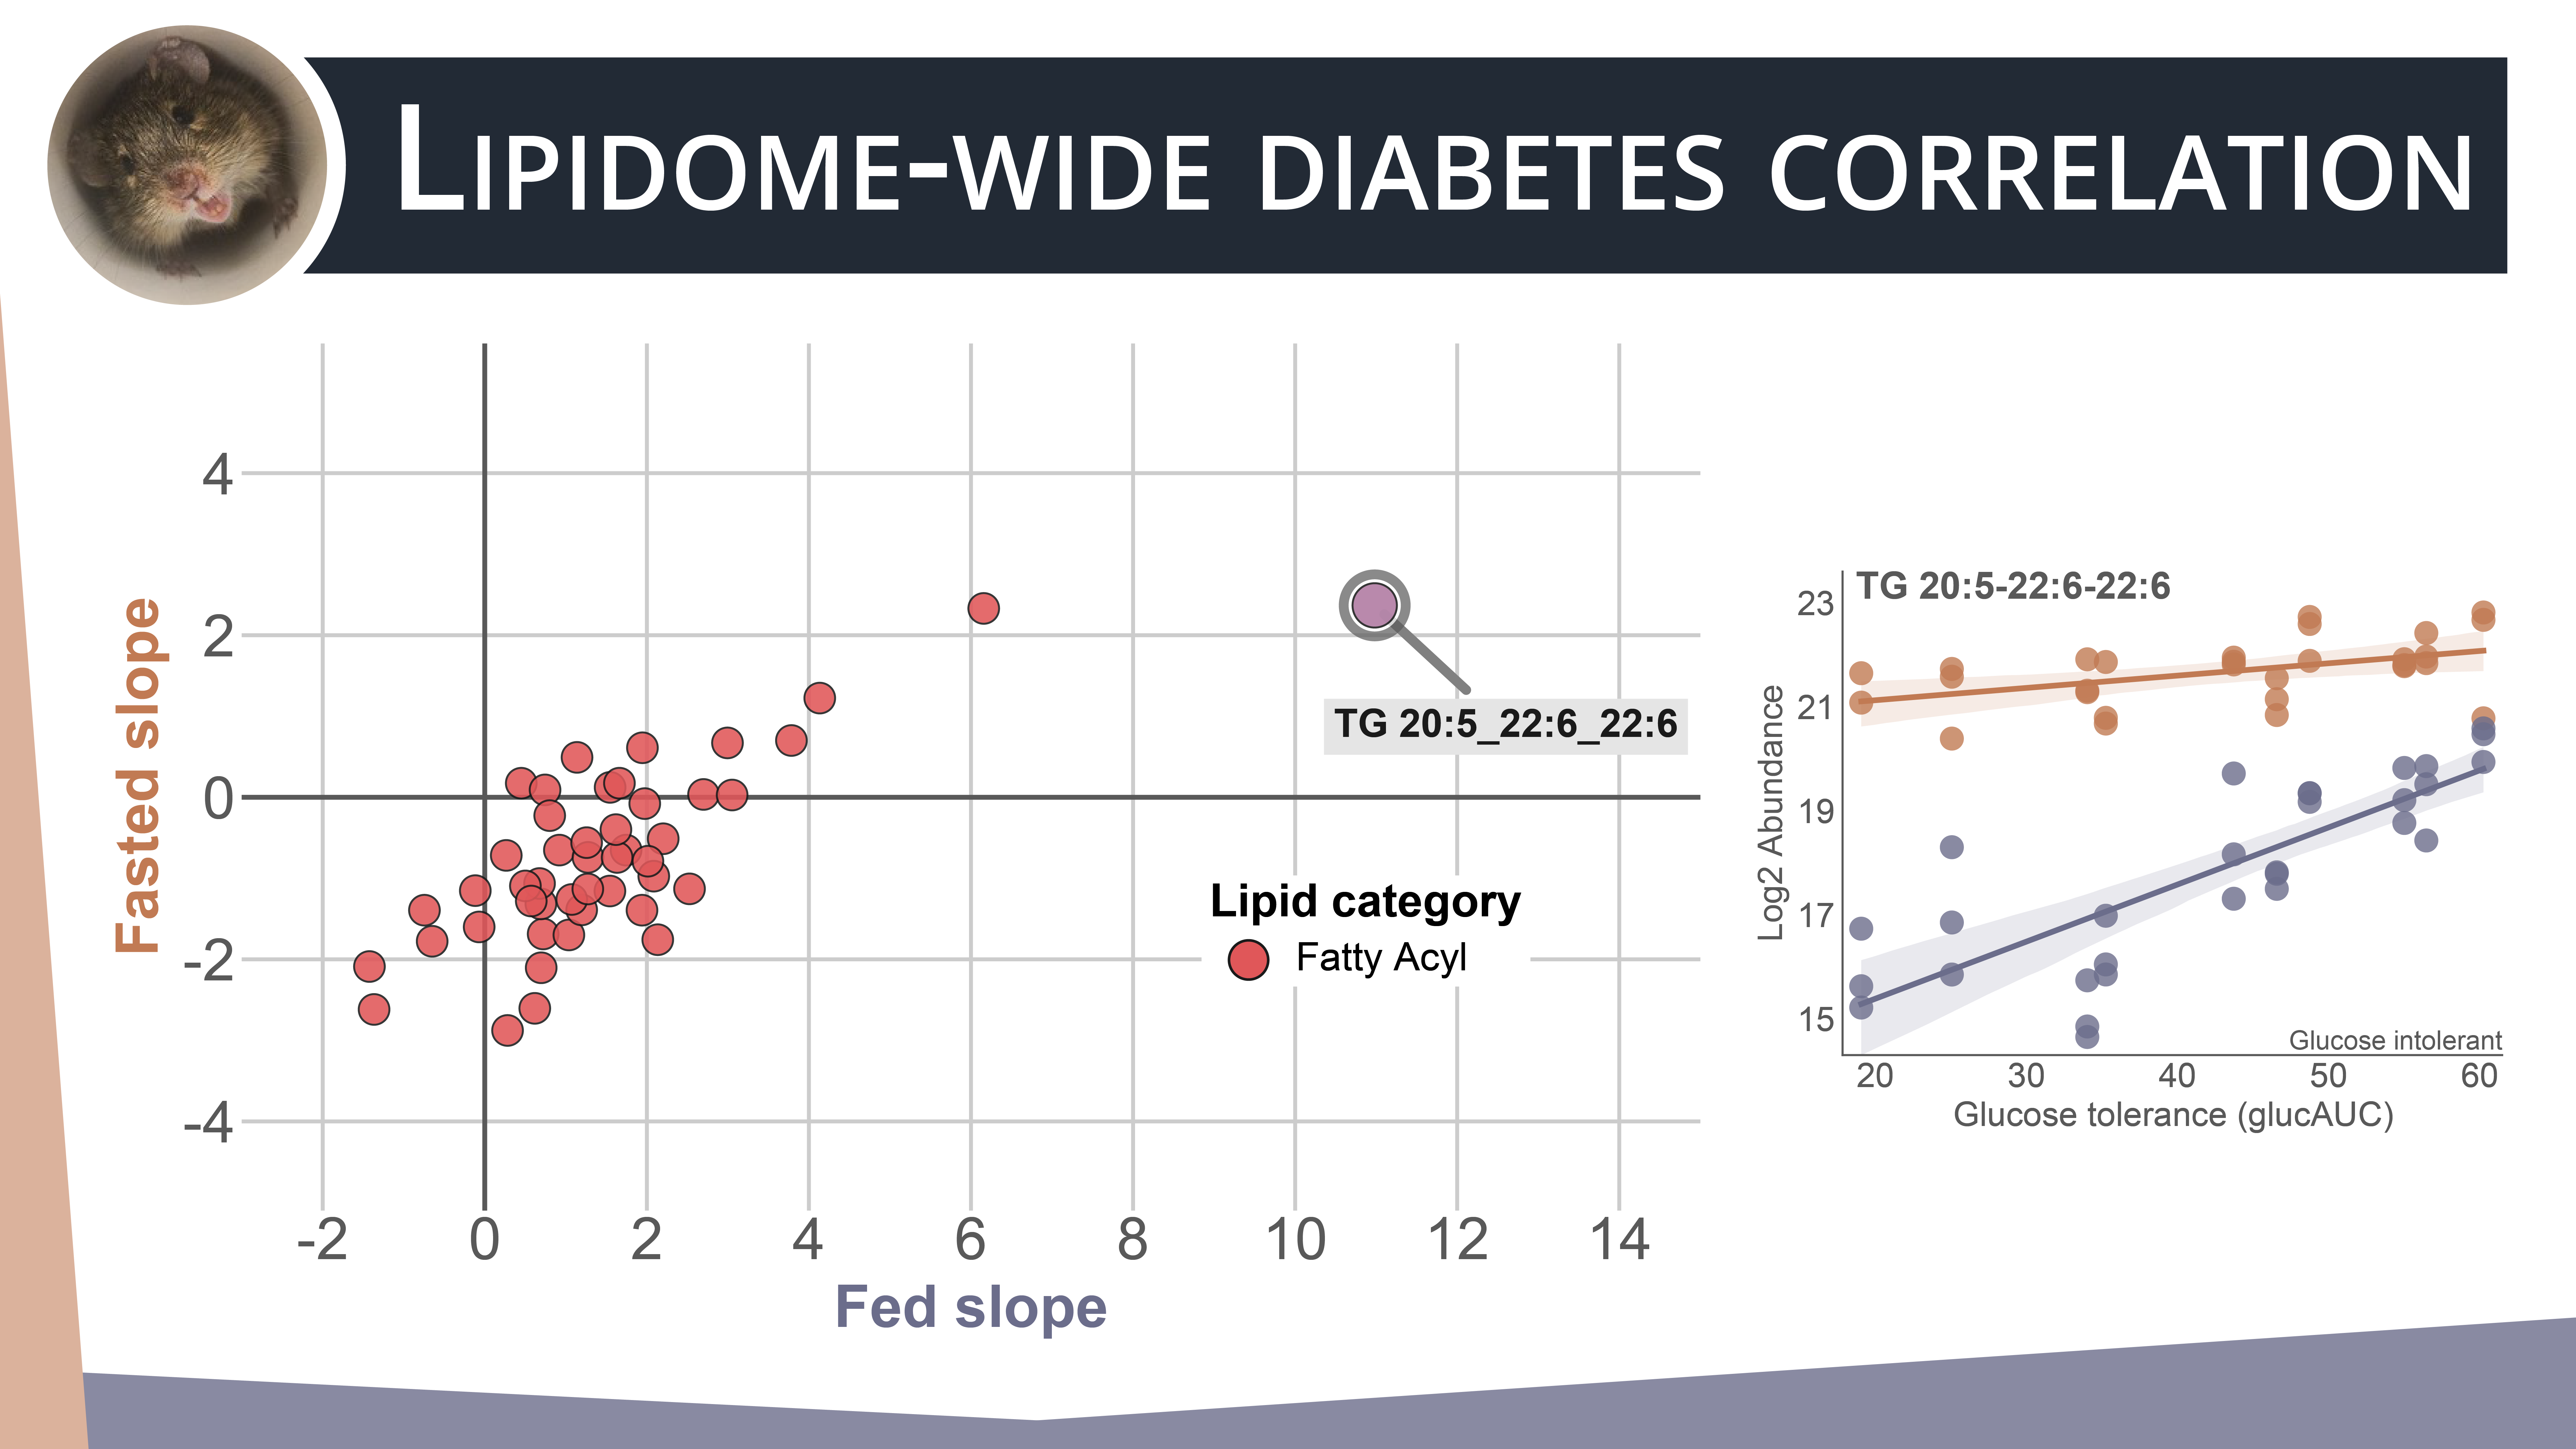 LIPIDOME-WIDE DIABETES CORRELATION
4
2
0
-2
-4
Fasted slope
-2 0 2 4 6 8 10 12 14
Fed slope
TG 20:5_22:6_22:6
Lipid category
Fatty Acyl
TG 20:5-22:6-22:6
23
21
19
17
15
Log2 Abundance
Glucose intolerant
20 30 40 50 60
Glucose tolerance (glucAUC)